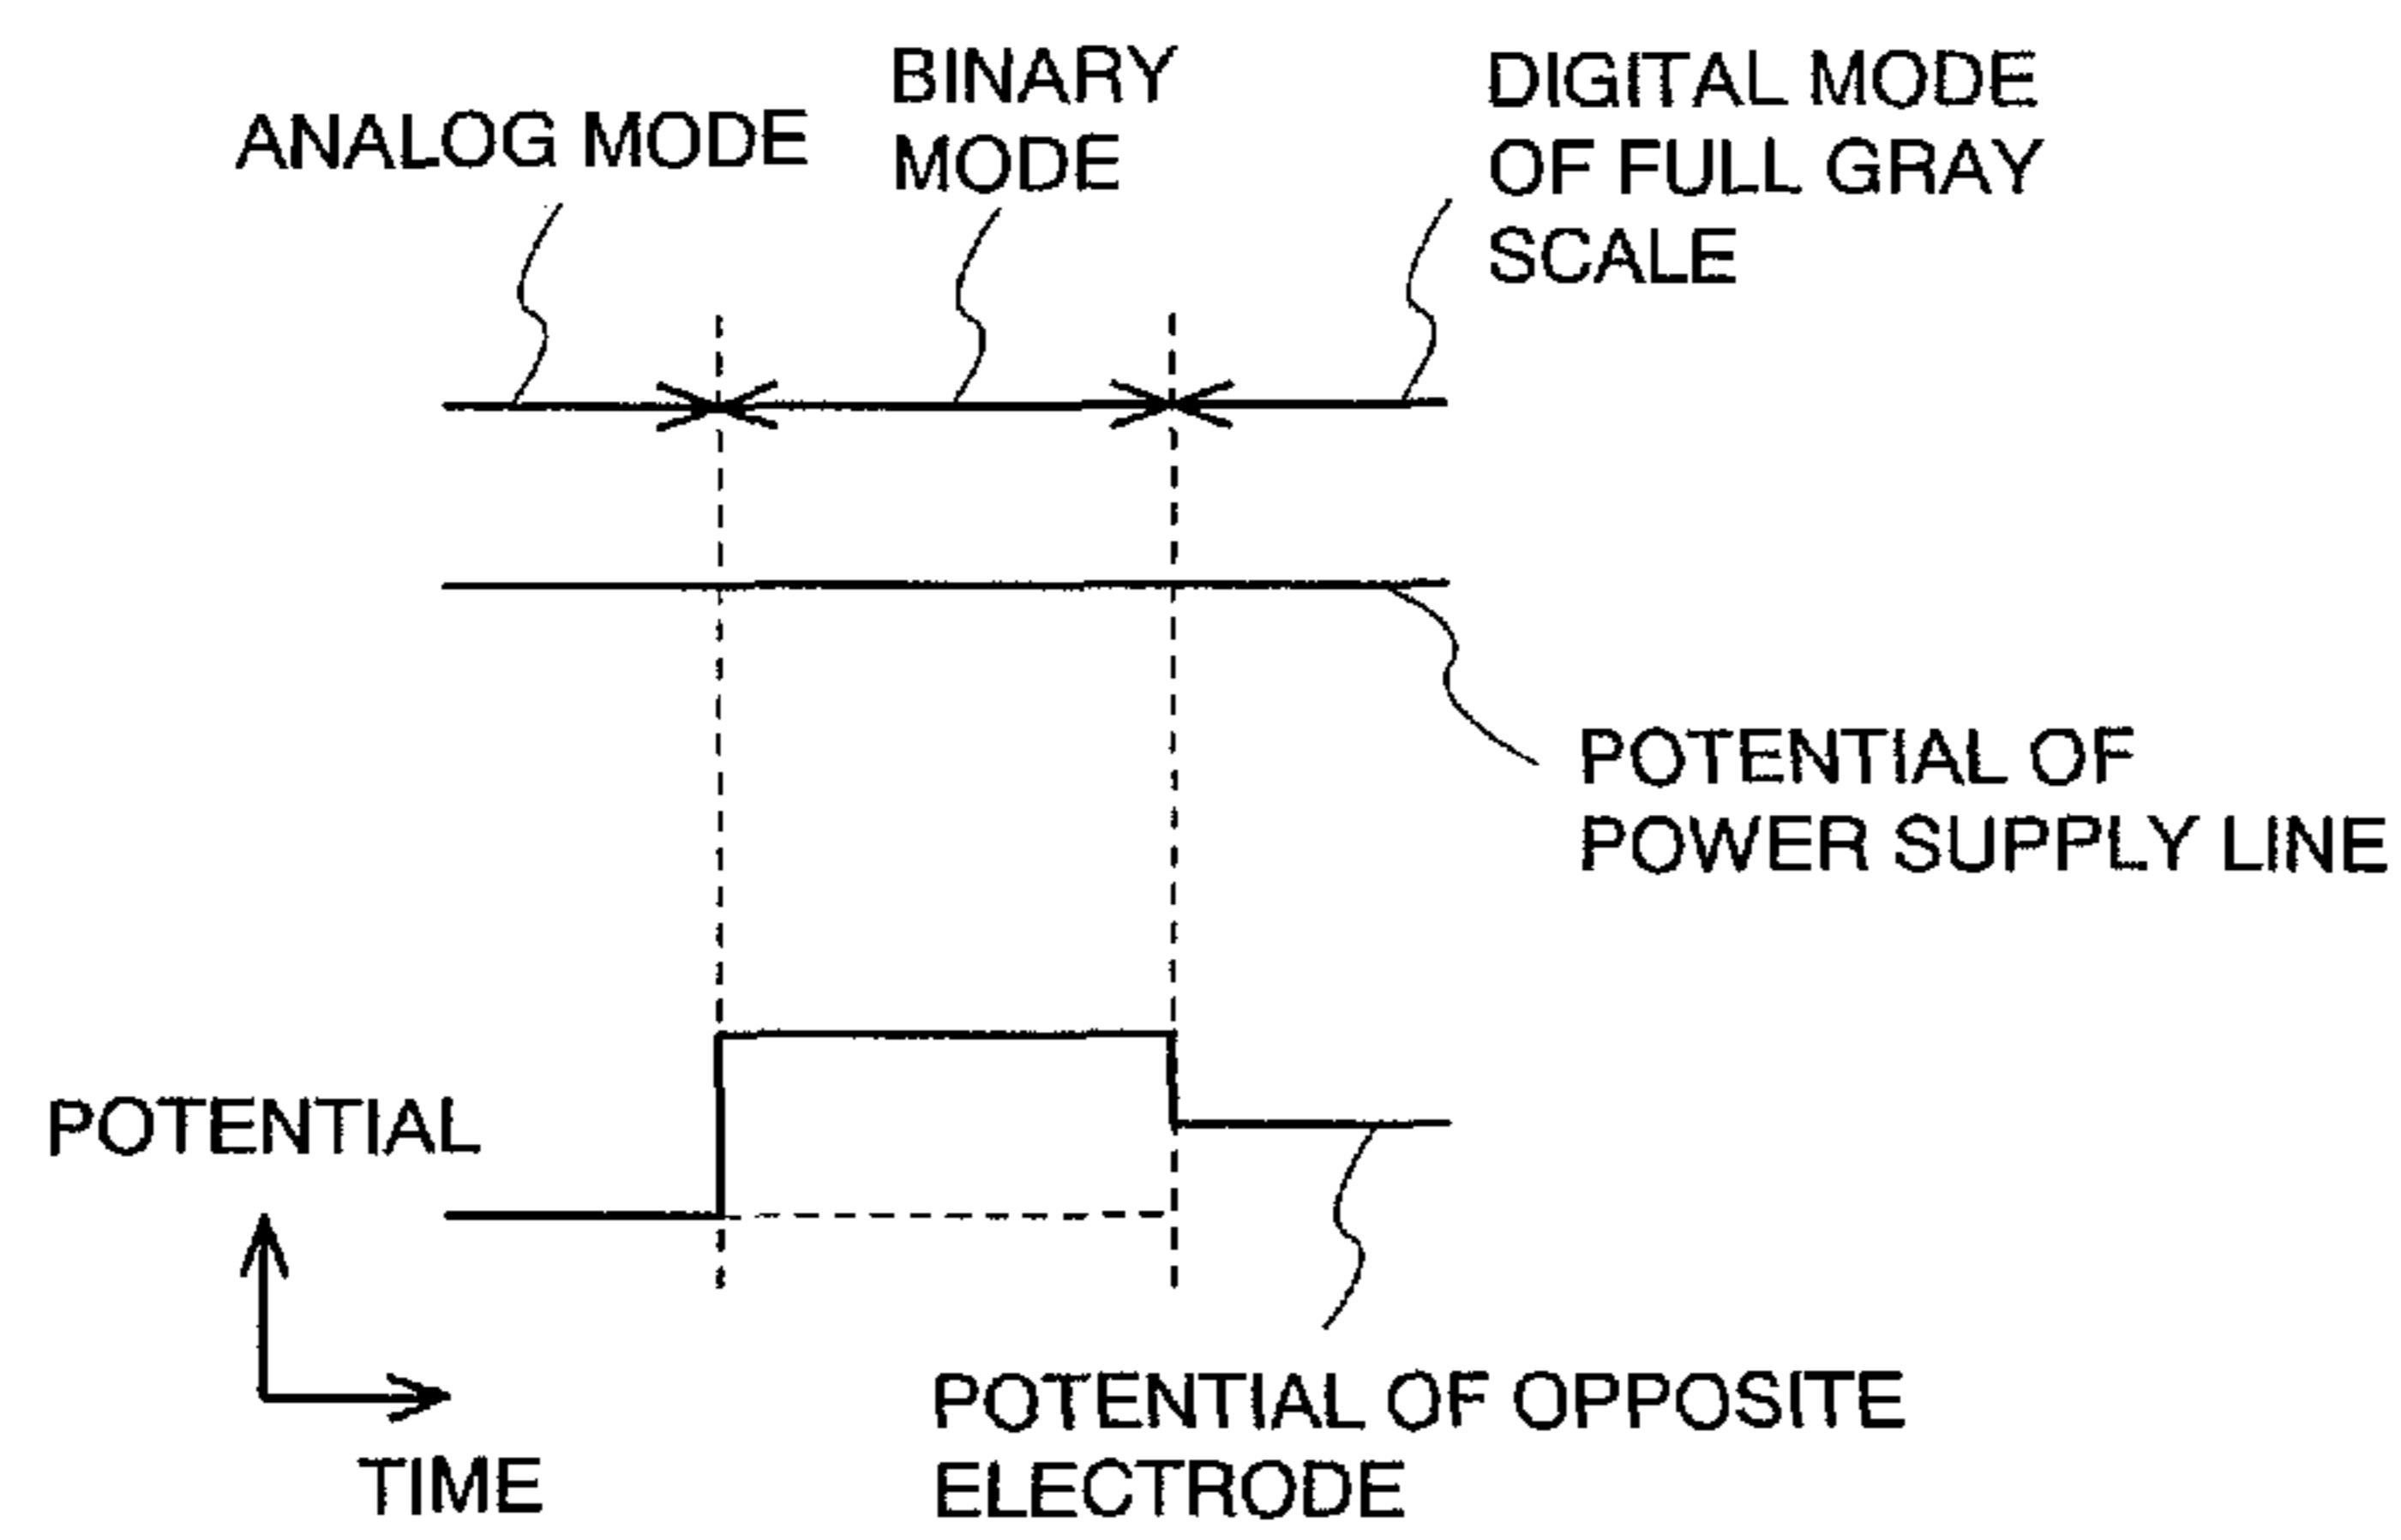 ANALOG MODE
BINARY
MODE
DIGITAL MODE
OF FULL GRAY
SCALE
POTENTIAL OF
POWER SUPPLY LINE
POTENTIAL
TIME
POTENTIAL OF OPPOSITE
ELECTRODE